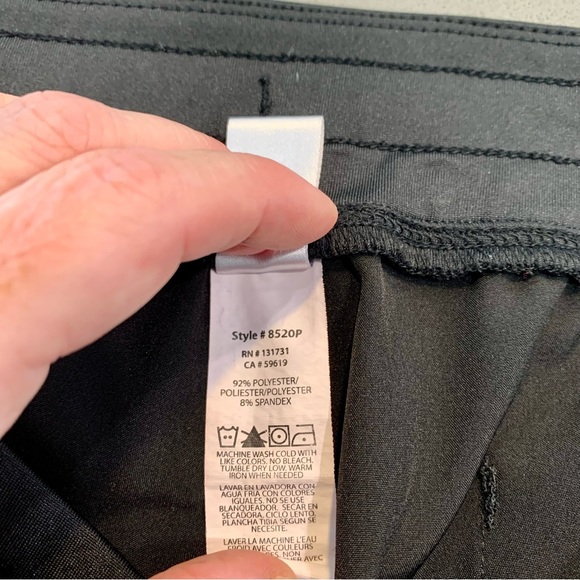 Style # 8520P
RN # 131731
CA # 59619
92% POLYESTER/
POLIESTER/POLYESTER
8% SPANDEX
MACHINE WASH COLD WITH
LIKE COLORS. NO BLEACH.
TUMBLE DRY LOW. WARM
IRON WHEN NEEDED
LAVAR EN LAVADORA CON
AGUA FRIA CON COLORES
IGUALES. NO USE
BLANQUEADOR. SECAR EN
SECADORA, CICLO LENTO.
PLANCHA TIBIA SEGUN SE
NECESITE.
LAVER LA MACHINE L'EAU
FROID AVEC COULEURS
NON